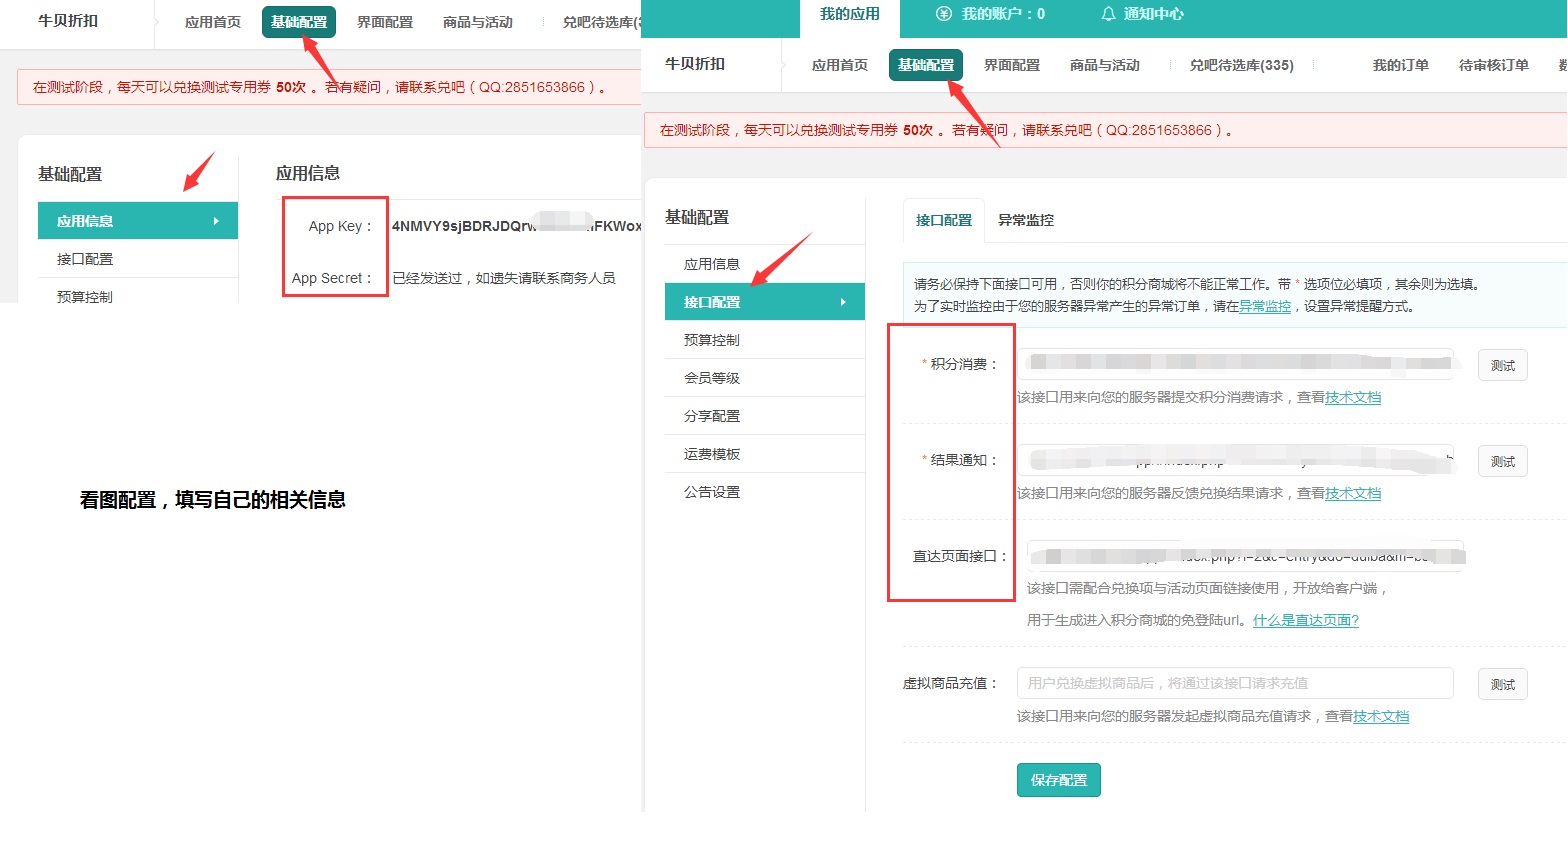 牛贝折扣
应用首页
基础配置
界面配置
商品与活动
兑吧待选库(3
在测试阶段，每天可以兑换测试专用券 50次 。若有疑问，请联系兑吧（QQ:2851653866）。
基础配置
应用信息
接口配置
预算控制
应用信息
App Key：
4NMVY9sjBDRJDQr
FKWox
App Secret：
已经发送过，如遗失请联系商务人员
看图配置，填写自己的相关信息
我的应用
我的账户：0
通知中心
牛贝折扣
应用首页
基础配置
界面配置
商品与活动
兑吧待选库(335)
我的订单
待审核订单
在测试阶段，每天可以兑换测试专用券 50次 。若有疑问，请联系兑吧（QQ:2851653866）。
基础配置
应用信息
接口配置
预算控制
会员等级
分享配置
运费模板
公告设置
接口配置
异常监控
请务必保持下面接口可用，否则你的积分商城将不能正常工作。带 * 选项位必填项，其余则为选填。
为了实时监控由于您的服务器异常产生的异常订单，请在异常监控，设置异常提醒方式。
* 积分消费：
测试
该接口用来向您的服务器提交积分消费请求，查看技术文档
* 结果通知：
测试
该接口用来向您的服务器反馈兑换结果请求，查看技术文档
直达页面接口：
index.php?i=2&c=entry&do=duiba&m=b
该接口需配合兑换项与活动页面链接使用，开放给客户端，
用于生成进入积分商城的免登陆url。什么是直达页面?
虚拟商品充值：
用户兑换虚拟商品后，将通过该接口请求充值
测试
该接口用来向您的服务器发起虚拟商品充值请求，查看技术文档
保存配置